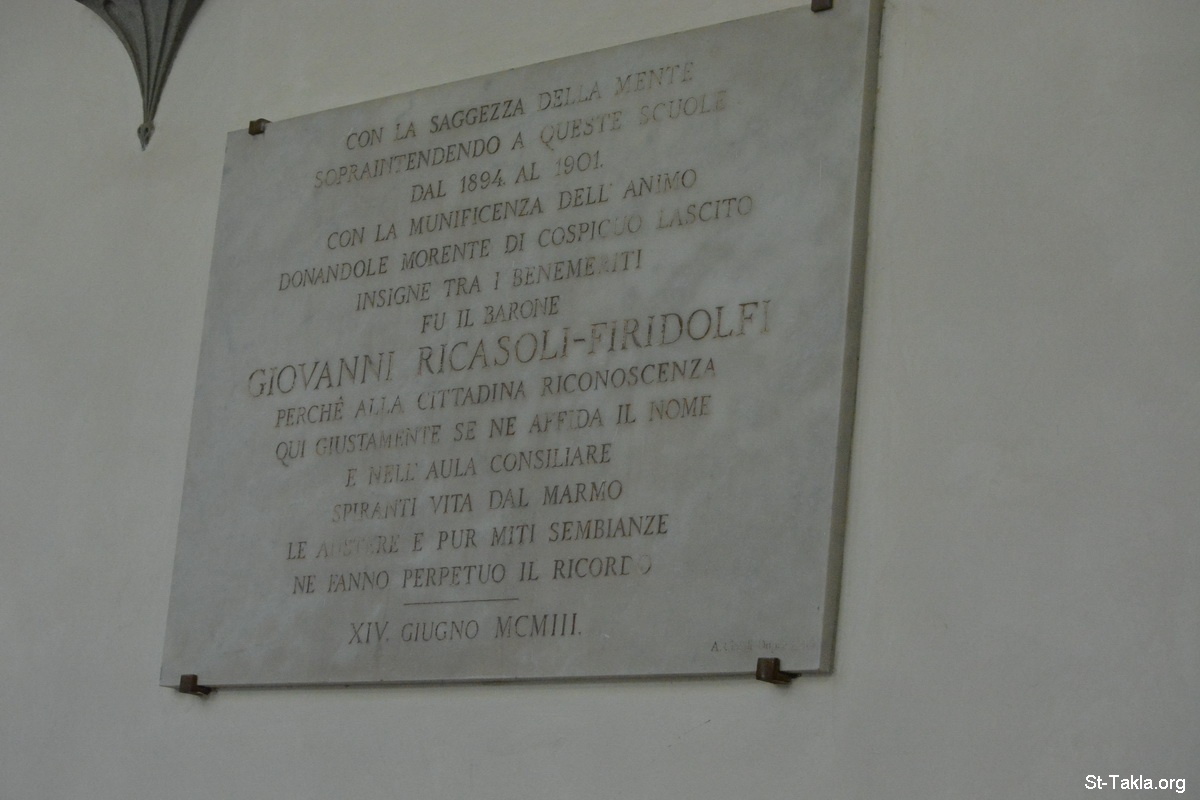 CON LA SAGGEZZA DELLA MENTE
SOPRAINTENDENDO A QUESTE SCUOLE
DAL 1894. AL 1901.
CON LA MUNIFICENZA DELL' ANIMO
DONANDOLE MORENTE DI COSPICUO LASCITO
INSIGNE TRA I BENEMERITI
FU IL BARONE
GIOVANNI RICASOLI-FIRIDOLFI
PERCHÉ ALLA CITTADINA RICONOSCENZA
QUI GIUSTAMENTE SE NE AFFIDA IL NOME
E NELL' AULA CONSILIARE
SPIRANTI VITA DAL MARMO
LE AUSTERE E PUR MITI SEMBIANZE
NE FANNO PERPETUO IL RICORDO
XIV. GIUGNO MCMIII.
St-Takla.org